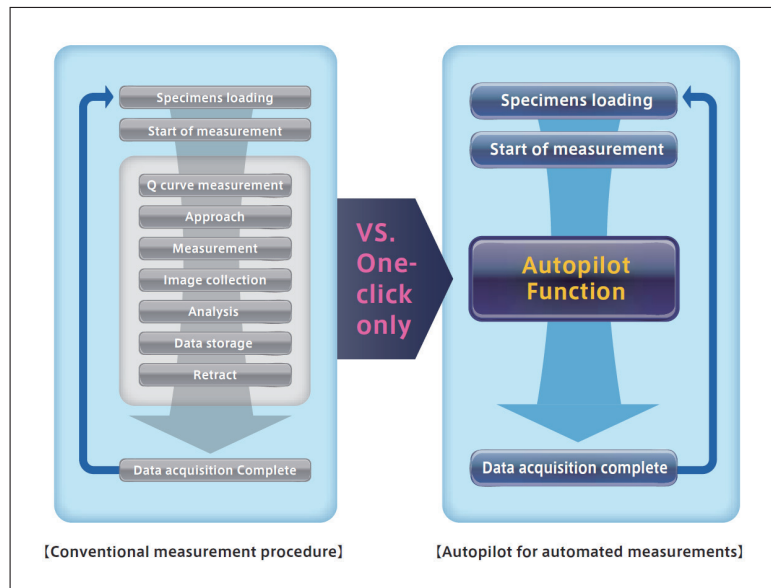 Specimens loading
Start of measurement
Q curve measurement
Approach
Measurement
Image collection
Analysis
Data storage
Retract
Data acquisition Complete
【Conventional measurement procedure】
VS.
One-
click
only
Specimens loading
Start of measurement
Autopilot
Function
Data acquisition complete
【Autopilot for automated measurements】